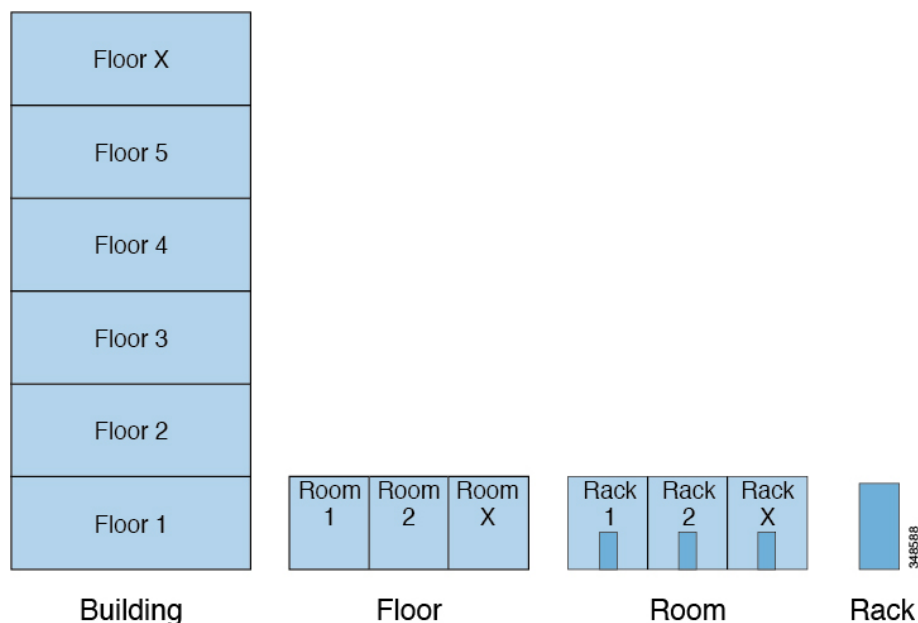 Floor X
Floor 5
Floor 4
Floor 3
Floor 2
Floor 1
Building
Room
1
Room
2
Room
X
Floor
Rack
1
Rack
2
Rack
X
Room
Rack
348588